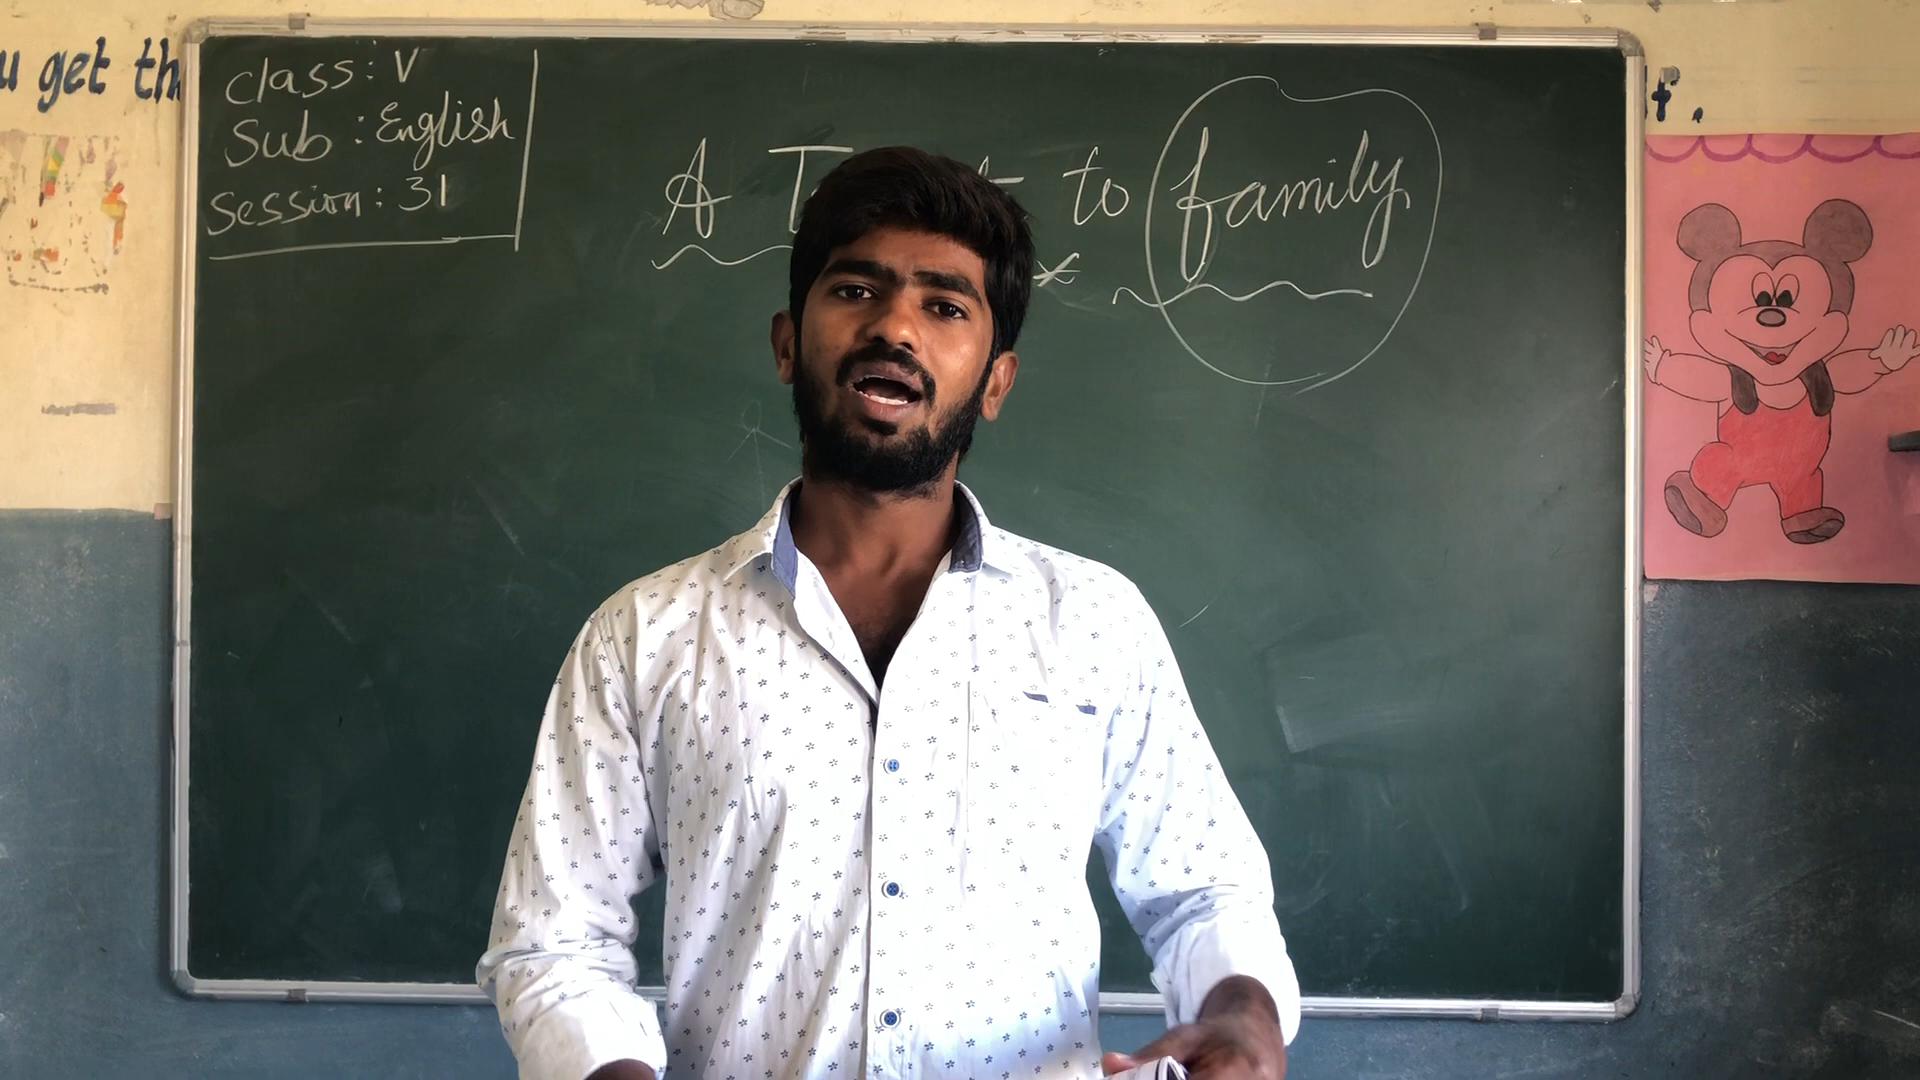 u get th
f.
class: V
Sub: English
Session: 31
A to family